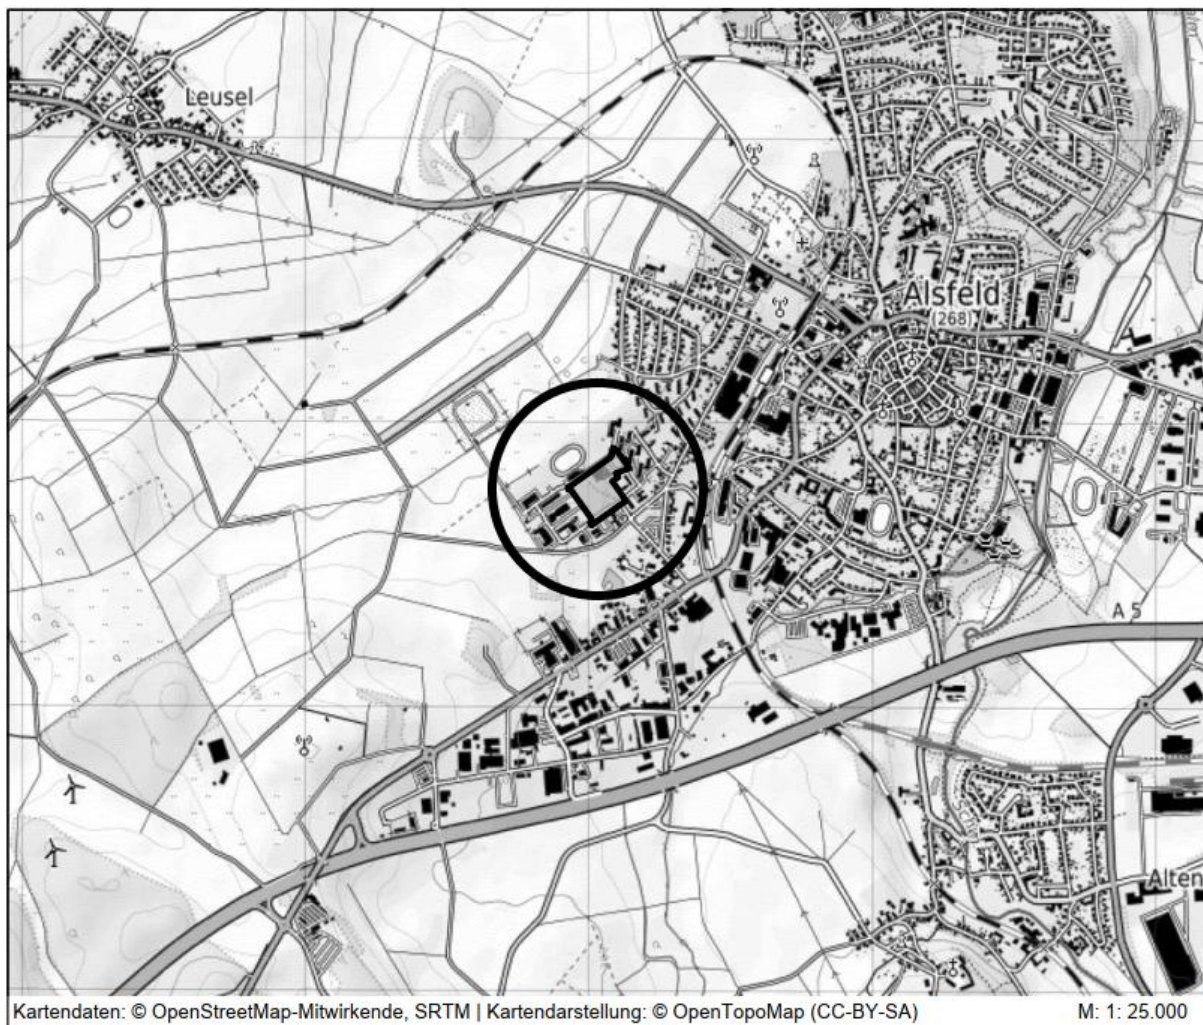 Leusel
Alsfeld
(268)
A 5
Alten
Kartendaten: © OpenStreetMap-Mitwirkende, SRTM | Kartendarstellung: © OpenTopoMap (CC-BY-SA) M: 1: 25.000